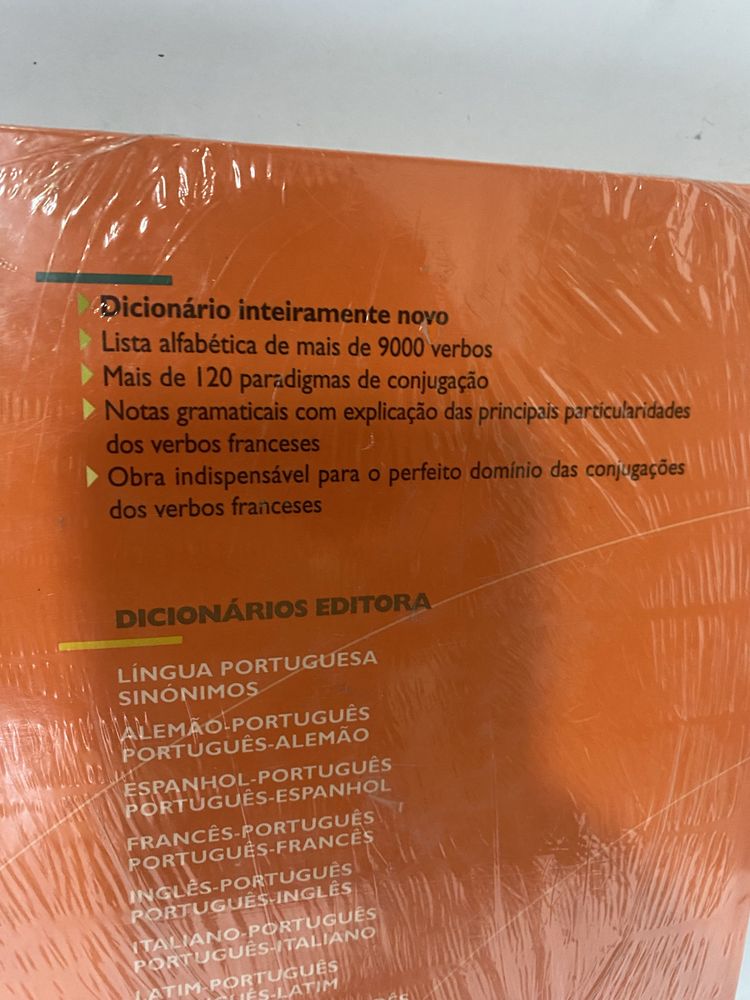 Dicionário inteiramente novo
Lista alfabética de mais de 9000 verbos
Mais de 120 paradigmas de conjugação
Notas gramaticais com explicação das principais particularidades
dos verbos franceses
Obra indispensável para o perfeito domínio das conjugações
dos verbos franceses
DICIONÁRIOS EDITORA
LÍNGUA PORTUGUESA
SINÓNIMOS
ALEMÃO-PORTUGUÊS
PORTUGUÊS-ALEMÃO
ESPANHOL-PORTUGUÊS
PORTUGUÊS-ESPANHOL
FRANCÊS-PORTUGUÊS
PORTUGUÊS-FRANCÊS
INGLÊS-PORTUGUÊS
PORTUGUÊS-INGLÊS
ITALIANO-PORTUGUÊS
PORTUGUÊS-ITALIANO
LATIM-PORTUGUÊS